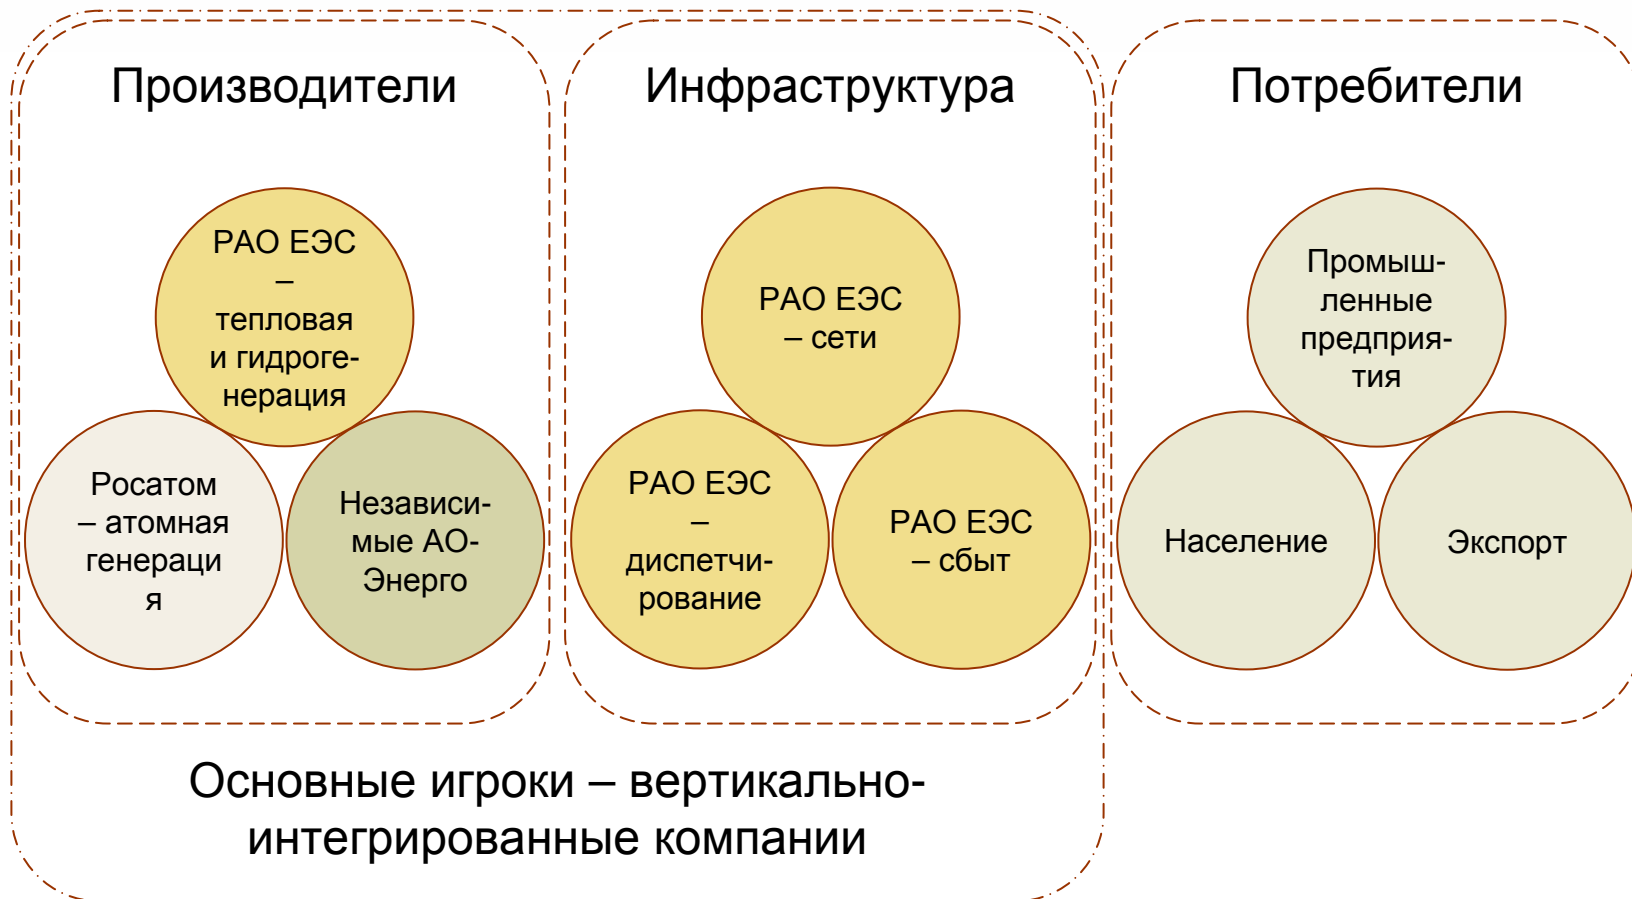 Производители
РАО ЕЭС
–
тепловая
и гидроге-
нерация
Росатом
– атомная
генераци
я
Независи-
мые АО-
Энерго
Инфраструктура
РАО ЕЭС
– сети
РАО ЕЭС
–
диспетчи-
рование
РАО ЕЭС
– сбыт
Потребители
Промыш-
ленные
предприя-
тия
Население
Экспорт
Основные игроки – вертикально-
интегрированные компании